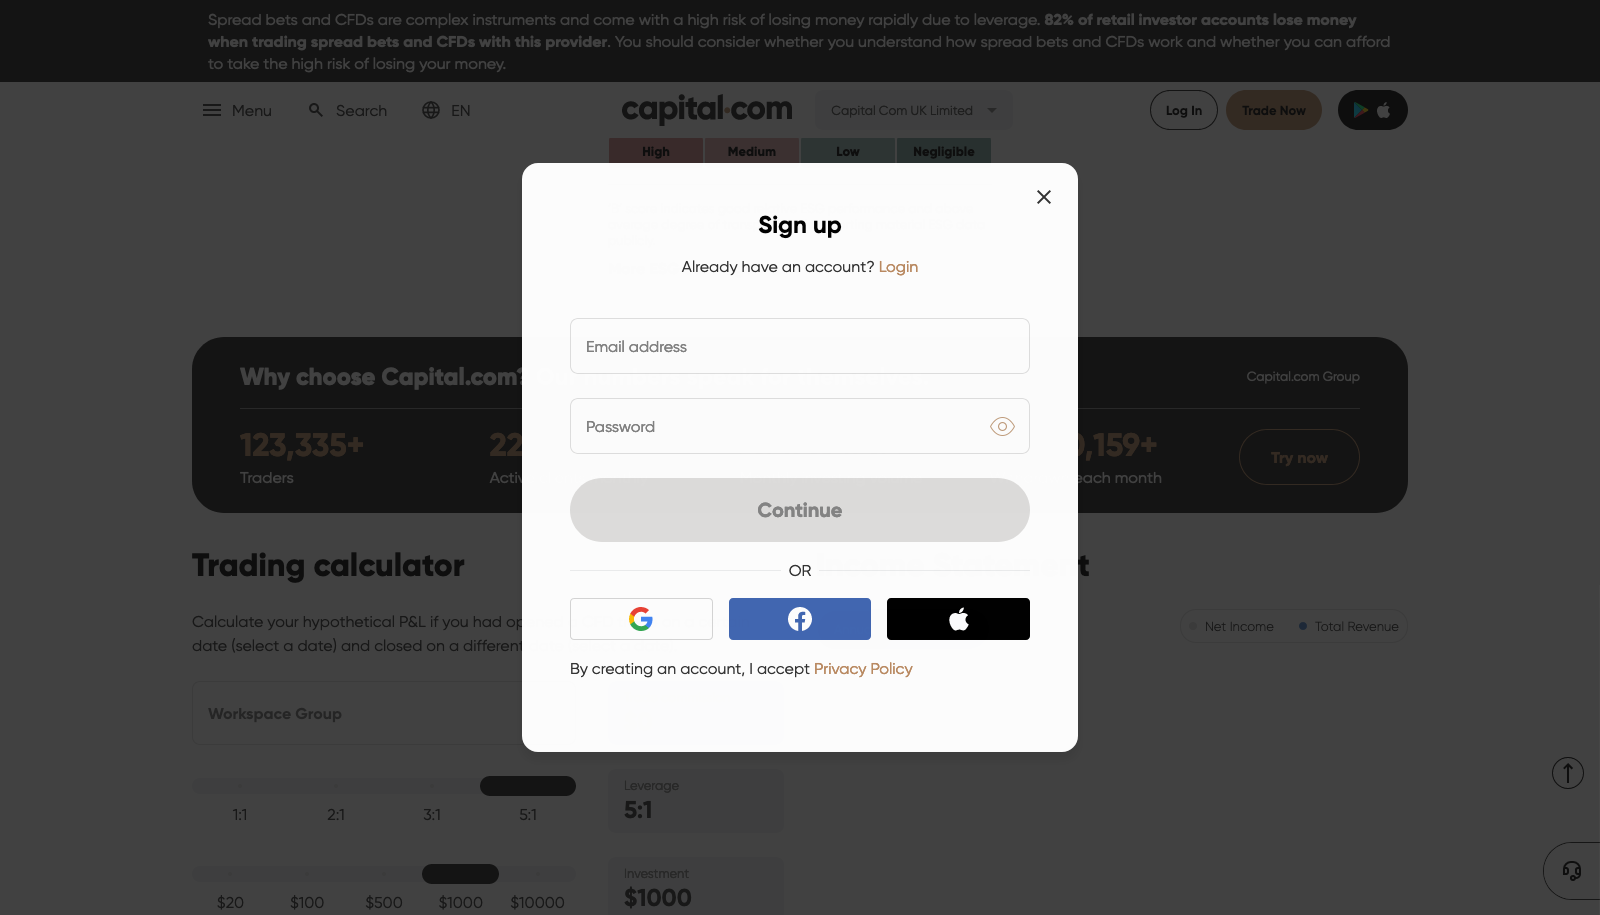 Spread bets and CFDs are complex instruments and come with a high risk of losing money rapidly due to leverage. 82% of retail investor accounts lose money
when trading spread bets and CFDs with this provider. You should consider whether you understand how spread bets and CFDs work and whether you can afford
to take the high risk of losing your money.
Menu
Search
EN
capital.com
Capital Com UK Limited
Log In
Trade Now
High
Medium
Low
Negligible
Sign up
Already have an account? Login
Email address
Password
Continue
OR
By creating an account, I accept Privacy Policy
Why choose Capital.com?
Capital.com Group
123,335+
22
0,159+
Traders
Activ
each month
Try now
Trading calculator
t
Calculate your hypothetical P&L if you had op
date (select a date) and closed on a different
Net Income
Total Revenue
Workspace Group
1:1
2:1
3:1
5:1
Leverage
5:1
$20
$100
$500
$1000
$10000
Investment
$1000